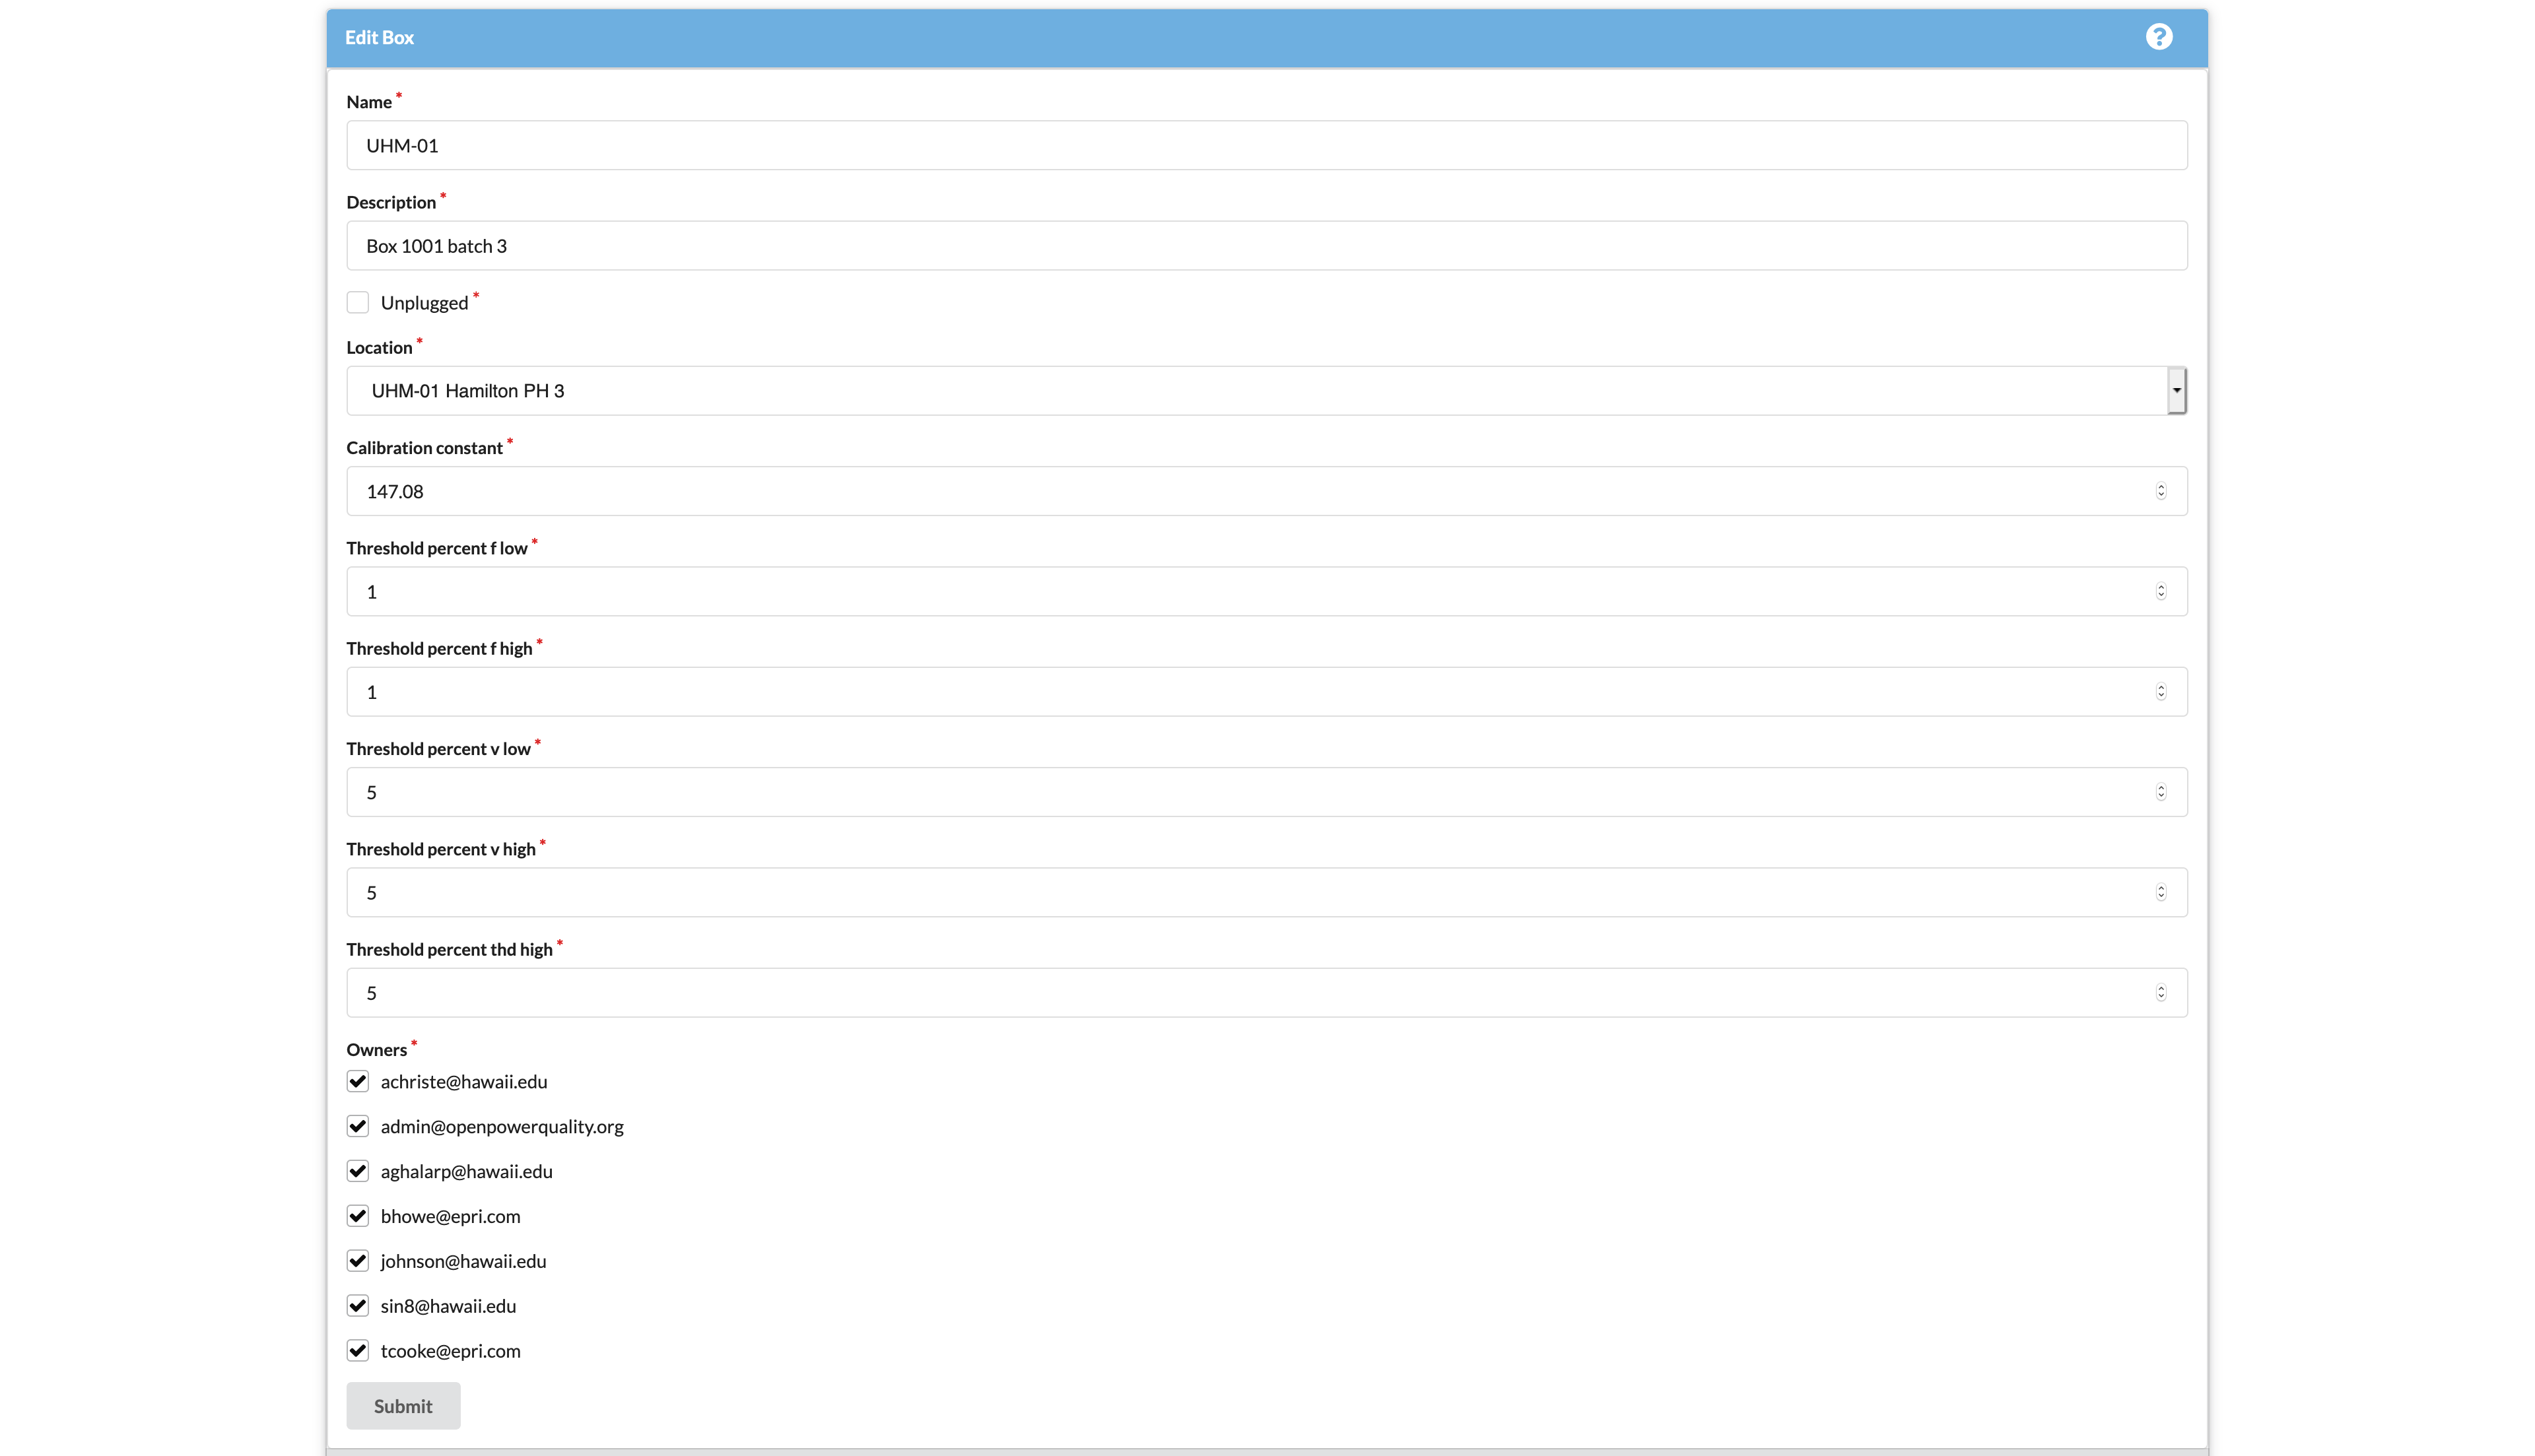 Edit Box
?
Name *
UHM-01
Description *
Box 1001 batch 3
Unplugged *
Location *
UHM-01 Hamilton PH 3
Calibration constant *
147.08
Threshold percent f low *
1
Threshold percent f high *
1
Threshold percent v low *
5
Threshold percent v high *
5
Threshold percent thd high *
5
Owners *
achriste@hawaii.edu
admin@openpowerquality.org
aghalarp@hawaii.edu
bhowe@epri.com
johnson@hawaii.edu
sin8@hawaii.edu
tcooke@epri.com
Submit